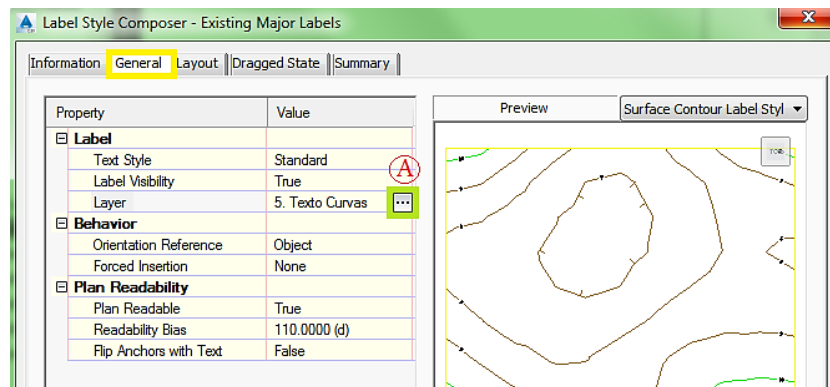 Label Style Composer - Existing Major Labels
Information General Layout Dragged State Summary
Property Value
Label
Text Style Standard
Label Visibility True
Layer 5. Texto Curvas ...
A
Behavior
Orientation Reference Object
Forced Insertion None
Plan Readability
Plan Readable True
Readability Bias 110.0000 (d)
Flip Anchors with Text False
Preview Surface Contour Label Styl
TOP